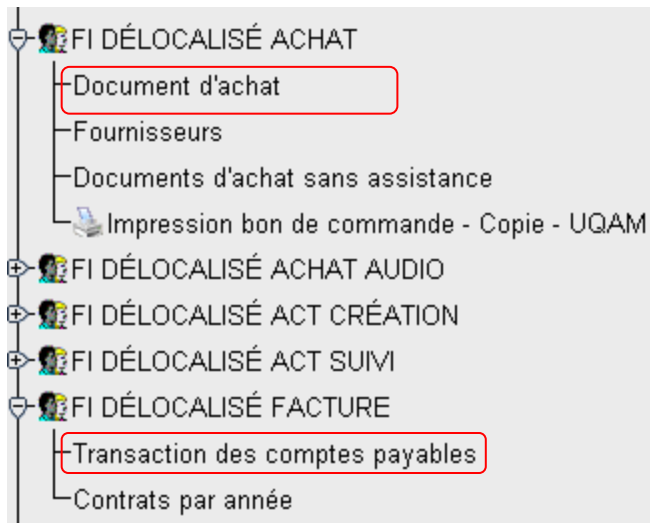 FI DÉLOCALISÉ ACHAT
Document d'achat
Fournisseurs
Documents d'achat sans assistance
Impression bon de commande - Copie - UQAM
FI DÉLOCALISÉ ACHAT AUDIO
FI DÉLOCALISÉ ACT CRÉATION
FI DÉLOCALISÉ ACT SUIVI
FI DÉLOCALISÉ FACTURE
Transaction des comptes payables
Contrats par année